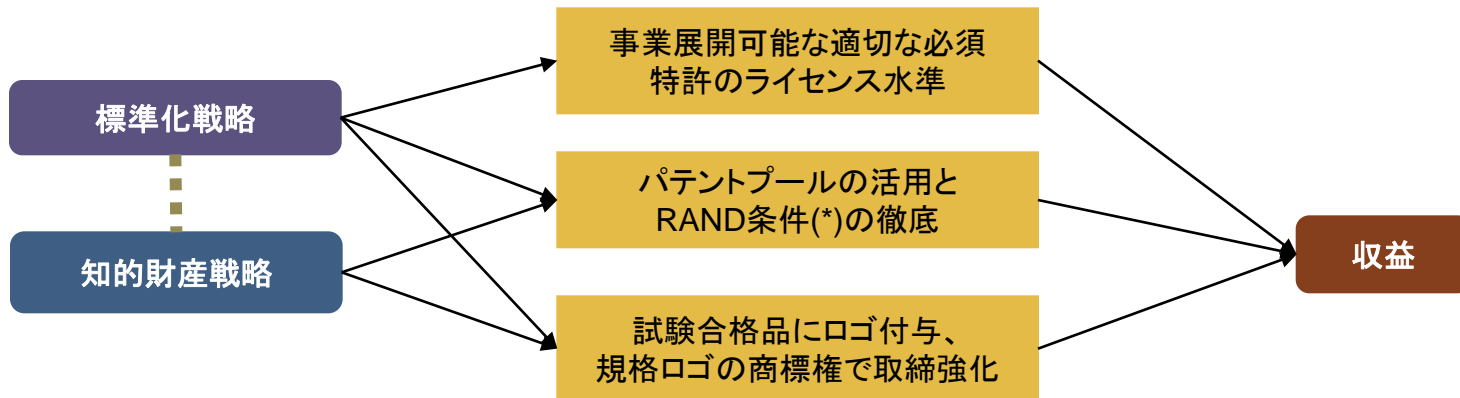 事業展開可能な適切な必須
特許のライセンス水準
標準化戦略
パテントプールの活用と
RAND条件(*)の徹底
知的財産戦略
収益
試験合格品にロゴ付与、
規格ロゴの商標権で取締強化